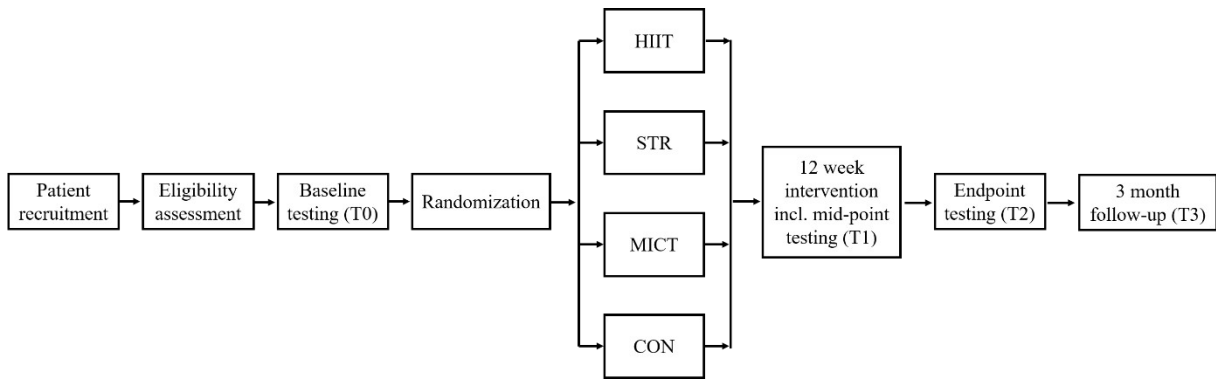 Patient
recruitment
Eligibility
assessment
Baseline
testing (T0)
Randomization
HIIT
STR
MICT
CON
12 week
intervention
incl. mid-point
testing (T1)
Endpoint
testing (T2)
3 month
follow-up (T3)